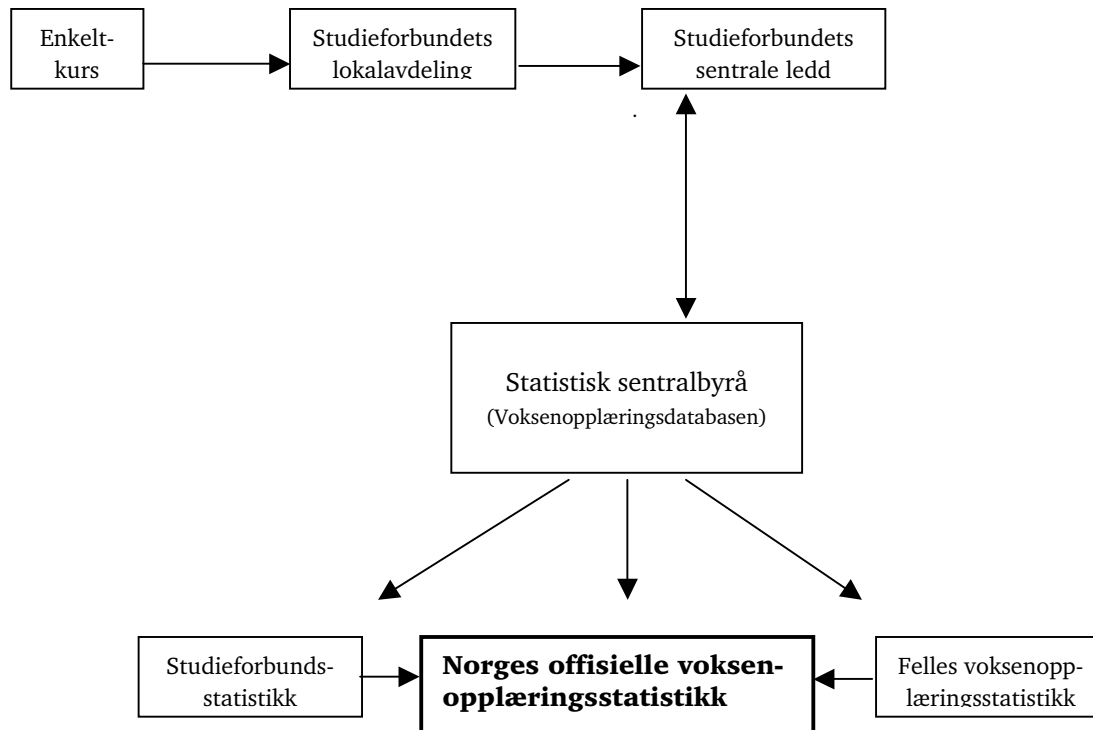 Enkelt-
kurs
Studieforbundets
lokalavdeling
Studieforbundets
sentrale ledd
.
Statistisk sentralbyrå
(Voksenopplæringsdatabasen)
Studieforbunds-
statistikk
Norges offisielle voksen-
opplæringsstatistikk
Felles voksenopp-
læringsstatistikk